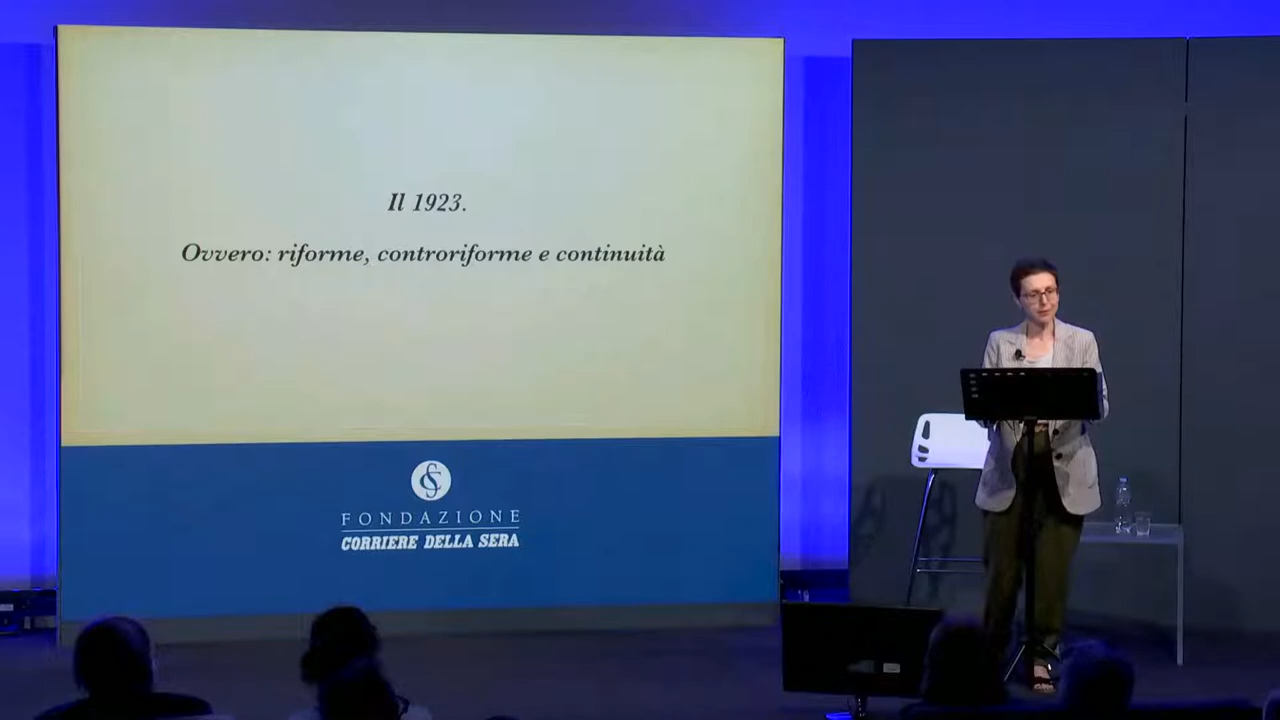 Il 1923.
Ovvero: riforme, controriforme e continuità
FONDAZIONE
CORRIERE DELLA SERA